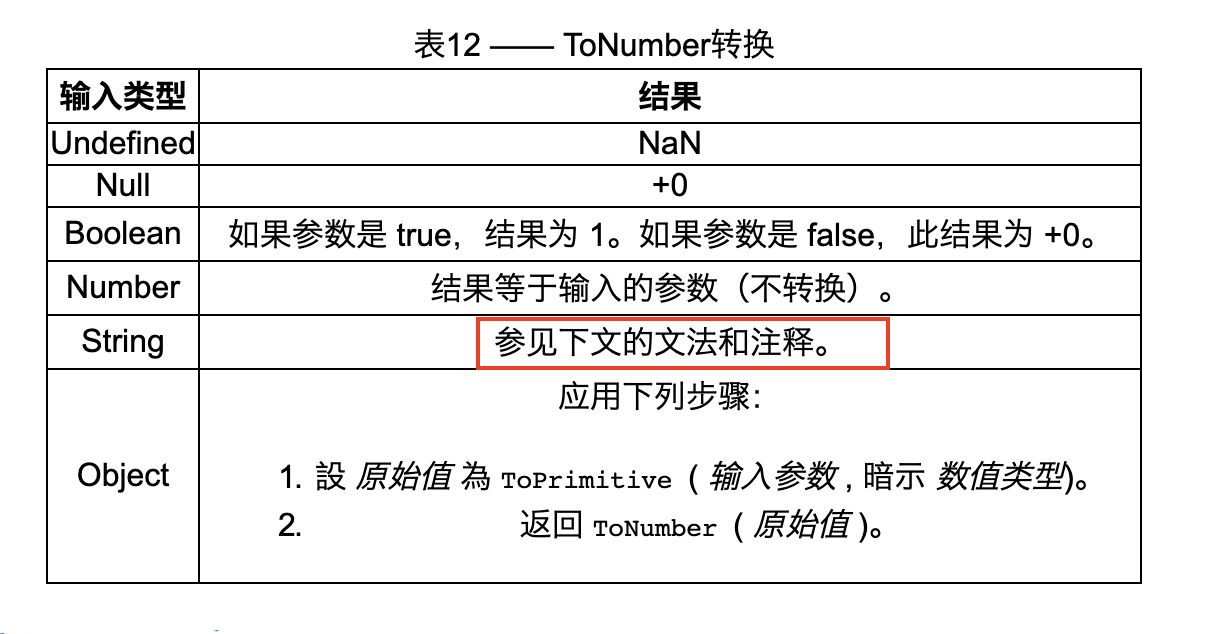 表12 —— ToNumber转换
输入类型 结果
Undefined NaN
Null +0
Boolean 如果参数是 true，结果为 1。如果参数是 false，此结果为 +0。
Number 结果等于输入的参数（不转换）。
String 参见下文的文法和注释。
Object 应用下列步骤：
1. 設 原始值 為 ToPrimitive ( 输入参数 , 暗示 数值类型)。
2. 返回 ToNumber ( 原始值 )。